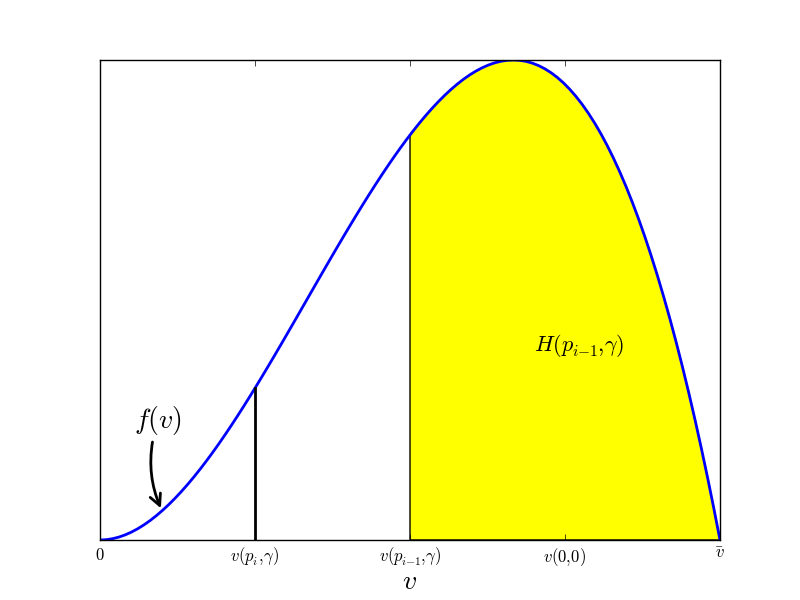 H(p_{i−1},γ)
f(v)
0 v(p_i,γ) v(p_{i−1},γ) v(0,0) v̄
v